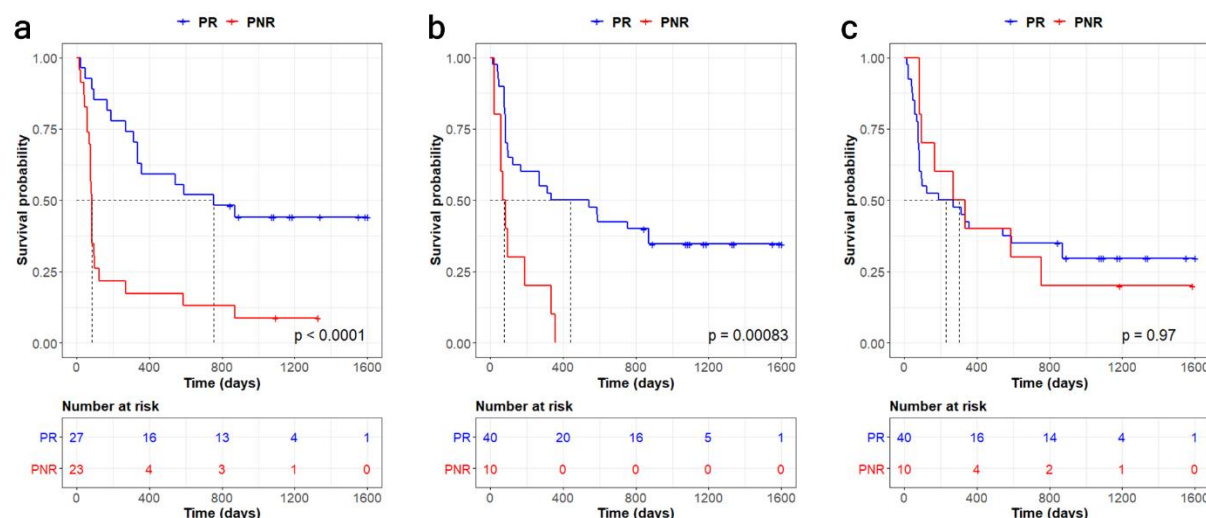 a
PR PNR
Survival probability
1.00
0.75
0.50
0.25
0.00
p < 0.0001
0 400 800 1200 1600
Time (days)
Number at risk
PR 27 16 13 4 1
PNR 23 4 3 1 0
0 400 800 1200 1600
Time (days)
b
PR PNR
Survival probability
1.00
0.75
0.50
0.25
0.00
p = 0.00083
0 400 800 1200 1600
Time (days)
Number at risk
PR 40 20 16 5 1
PNR 10 0 0 0 0
0 400 800 1200 1600
Time (days)
c
PR PNR
Survival probability
1.00
0.75
0.50
0.25
0.00
p = 0.97
0 400 800 1200 1600
Time (days)
Number at risk
PR 40 16 14 4 1
PNR 10 4 2 1 0
0 400 800 1200 1600
Time (days)